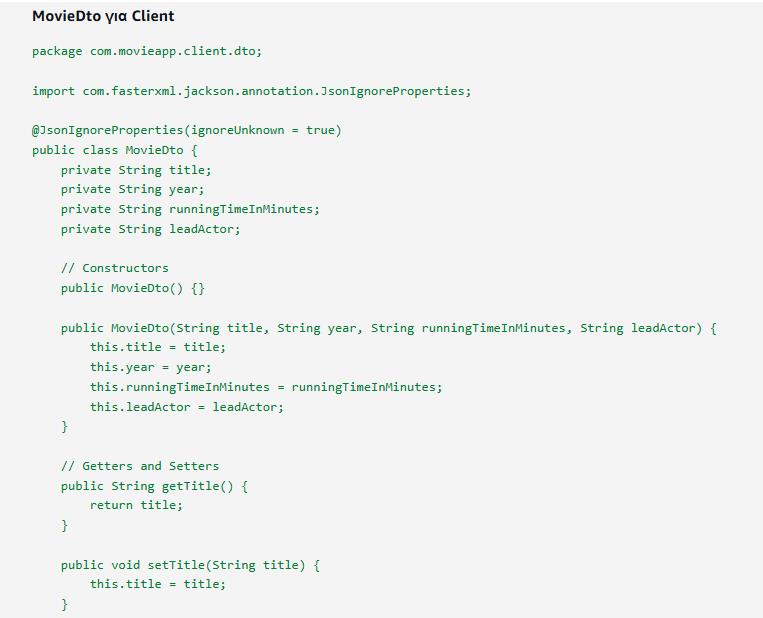 MovieDto για Client
package com.movieapp.client.dto;
import com.fasterxml.jackson.annotation.JsonIgnoreProperties;
@JsonIgnoreProperties(ignoreUnknown = true)
public class MovieDto {
    private String title;
    private String year;
    private String runningTimeInMinutes;
    private String leadActor;
    // Constructors
    public MovieDto() {}
    public MovieDto(String title, String year, String runningTimeInMinutes, String leadActor) {
        this.title = title;
        this.year = year;
        this.runningTimeInMinutes = runningTimeInMinutes;
        this.leadActor = leadActor;
    }
    // Getters and Setters
    public String getTitle() {
        return title;
    }
    public void setTitle(String title) {
        this.title = title;
    }